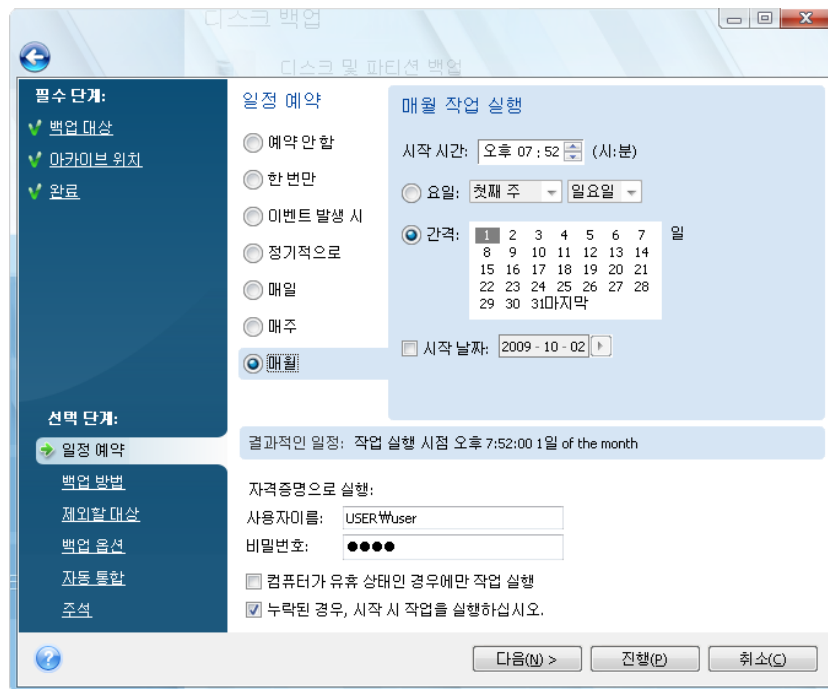 디스크 백업
디스크 및 파티션 백업
필수 단계:
백업 대상
아카이브 위치
완료
선택 단계:
일정 예약
백업 방법
제외할 대상
백업 옵션
자동 통합
주석
일정 예약
예약 안 함
한 번만
이벤트 발생 시
정기적으로
매일
매주
매월
매월 작업 실행
시작 시간: 오후 07 : 52 (시:분)
요일: 첫째 주 일요일
간격: 1 2 3 4 5 6 7 일
8 9 10 11 12 13 14
15 16 17 18 19 20 21
22 23 24 25 26 27 28
29 30 31마지막
시작 날짜: 2009 - 10 - 02
결과적인 일정: 작업 실행 시점 오후 7:52:00 1일 of the month
자격증명으로 실행:
사용자이름: USER₩user
비밀번호: ●●●●
컴퓨터가 유휴 상태인 경우에만 작업 실행
누락된 경우, 시작 시 작업을 실행하십시오.
다음(N) > 진행(P) 취소(C)